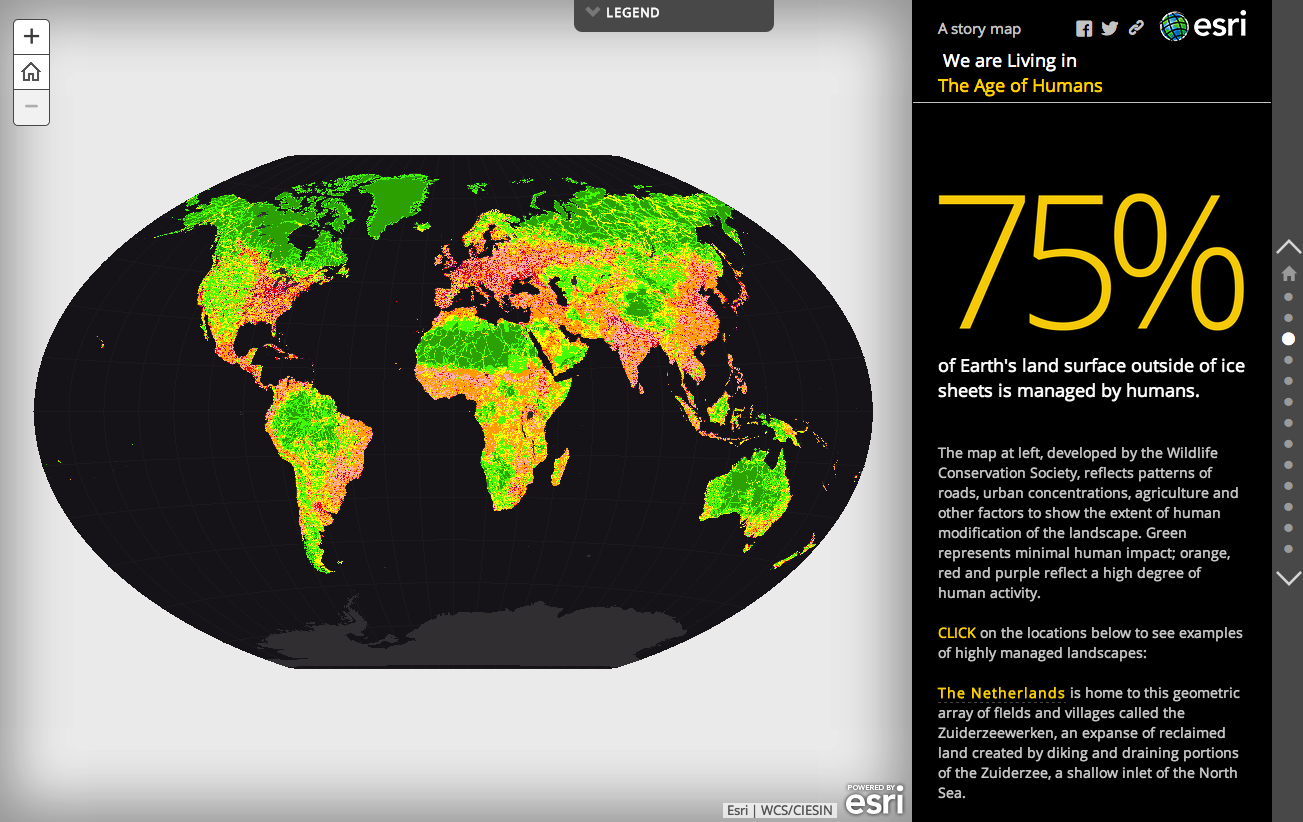 LEGEND
A story map
esri
We are Living in
The Age of Humans
75%
of Earth's land surface outside of ice
sheets is managed by humans.
The map at left, developed by the Wildlife
Conservation Society, reflects patterns of
roads, urban concentrations, agriculture and
other factors to show the extent of human
modification of the landscape. Green
represents minimal human impact; orange,
red and purple reflect a high degree of
human activity.
CLICK on the locations below to see examples
of highly managed landscapes:
The Netherlands is home to this geometric
array of fields and villages called the
Zuiderzeewerken, an expanse of reclaimed
land created by diking and draining portions
of the Zuiderzee, a shallow inlet of the North
Sea.
Esri | WCS/CIESIN
POWERED BY
esri